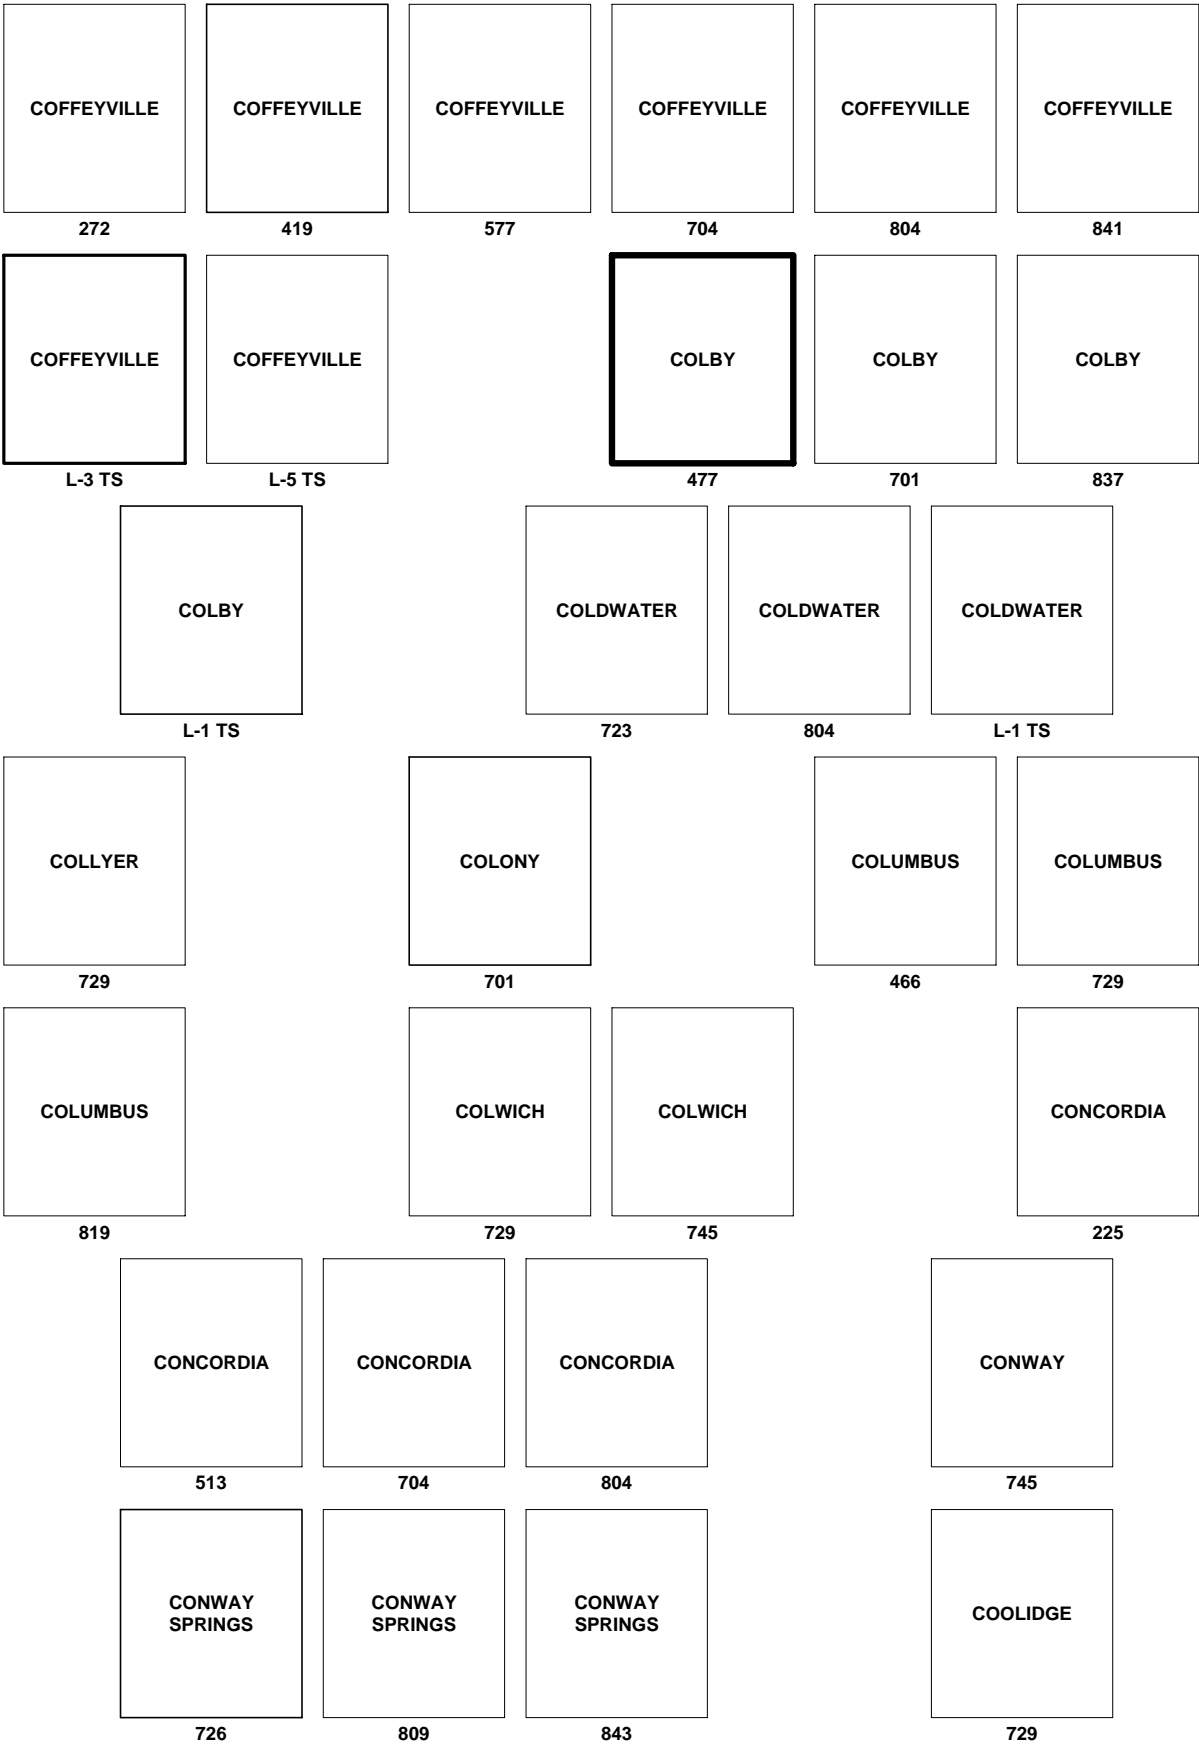 COFFEYVILLE COFFEYVILLE COFFEYVILLE COFFEYVILLE COFFEYVILLE COFFEYVILLE
272 419 577 704 804 841
COFFEYVILLE COFFEYVILLE COLBY COLBY COLBY
L-3 TS L-5 TS 477 701 837
COLBY COLDWATER COLDWATER COLDWATER
L-1 TS 723 804 L-1 TS
COLLYER COLONY COLUMBUS COLUMBUS
729 701 466 729
COLUMBUS COLWICH COLWICH CONCORDIA
819 729 745 225
CONCORDIA CONCORDIA CONCORDIA CONWAY
513 704 804 745
CONWAY CONWAY CONWAY
SPRINGS SPRINGS SPRINGS COOLIDGE
726 809 843 729